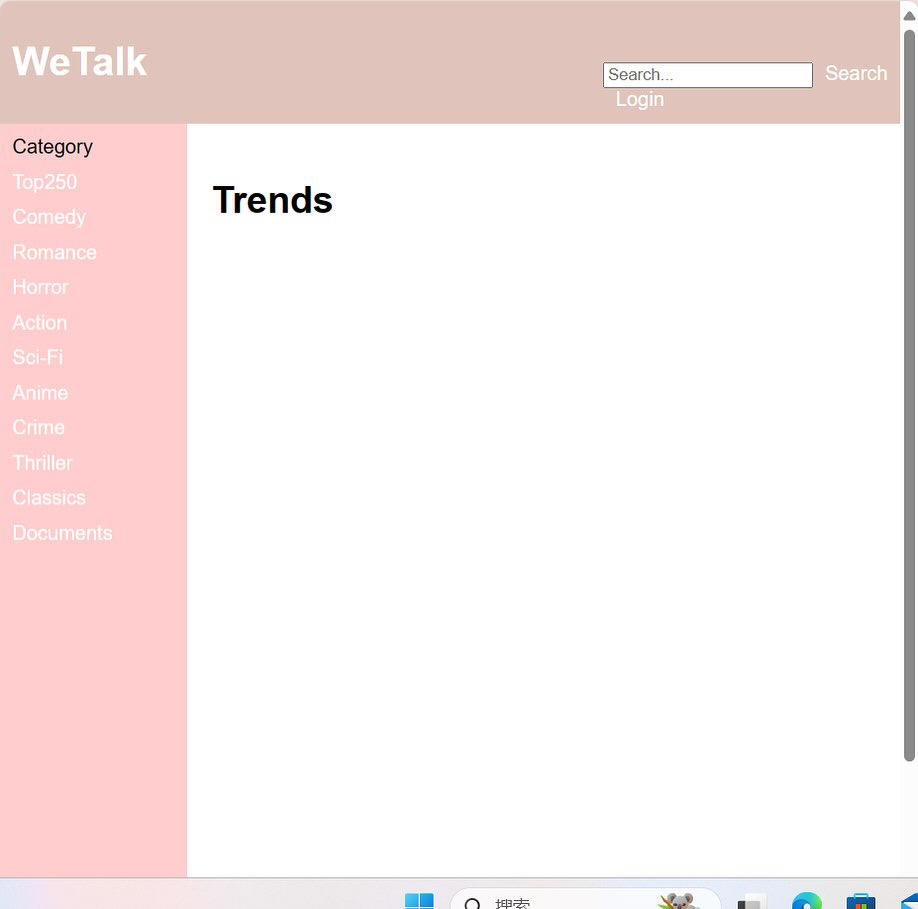 WeTalk
Search... Search
Login
Category
Top250
Comedy
Romance
Horror
Action
Sci-Fi
Anime
Crime
Thriller
Classics
Documents
Trends
搜索